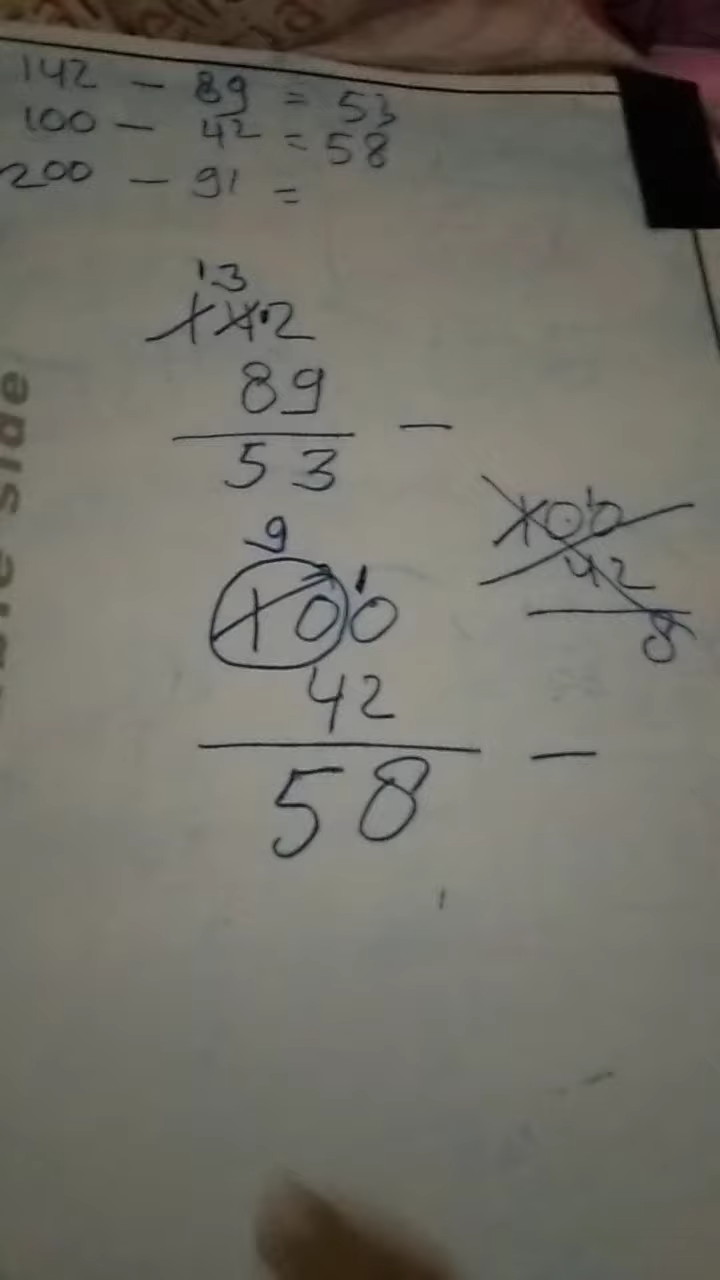 142 - 89 = 53
100 - 42 = 58
200 - 91 =
13
142
89
53 -
9
100
42
58 -
100
42
8
side